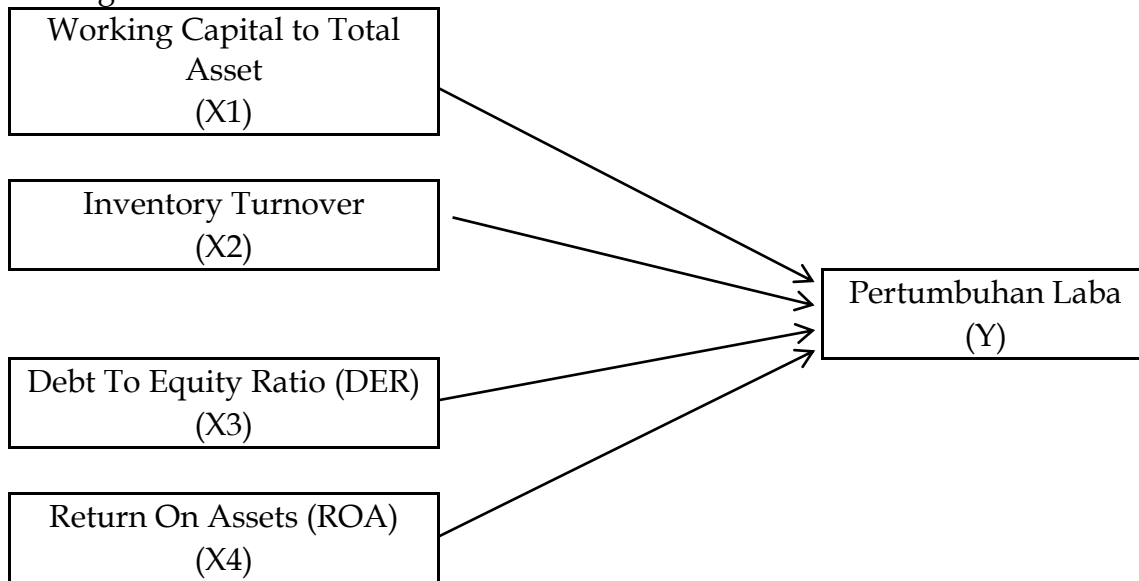 Working Capital to Total
Asset
(X1)
Inventory Turnover
(X2)
Pertumbuhan Laba
(Y)
Debt To Equity Ratio (DER)
(X3)
Return On Assets (ROA)
(X4)